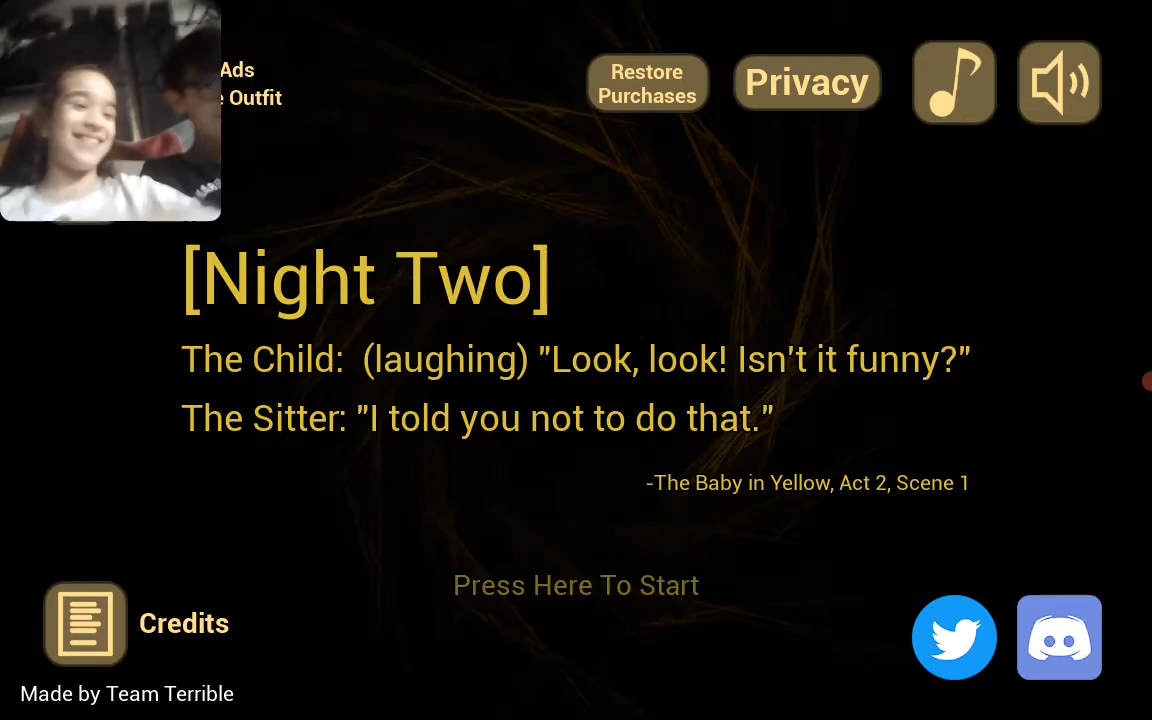 Ads
Outfit
Restore
Purchases
Privacy
[Night Two]
The Child:  (laughing) "Look, look! Isn't it funny?"
The Sitter: "I told you not to do that."
-The Baby in Yellow, Act 2, Scene 1
Press Here To Start
Credits
Made by Team Terrible